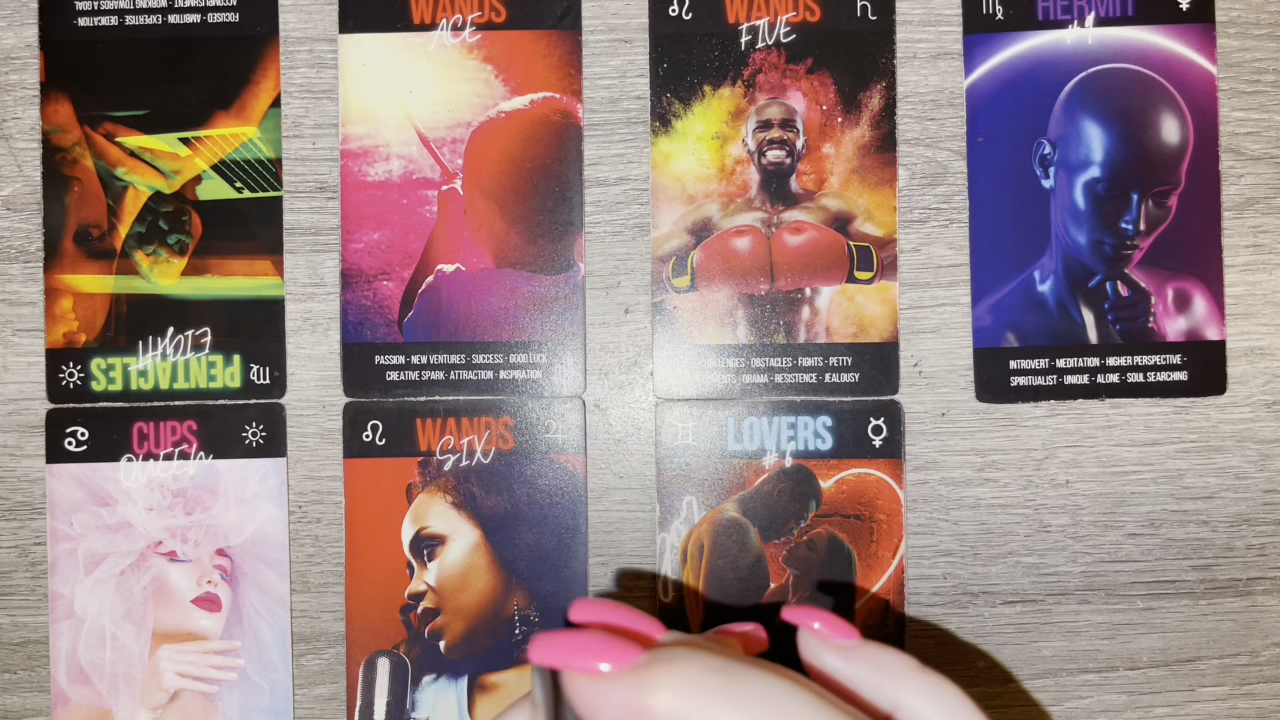 FOCUSED - AMBITION - EXPERTISE - DEDICATION -
ACCOMPLISHMENT - WORKING TOWARDS A GOAL
EIGHT
PENTACLES
WANDS
ACE
PASSION - NEW VENTURES - SUCCESS - GOOD LUCK
CREATIVE SPARK - ATTRACTION - INSPIRATION
WANDS
FIVE
CHALLENGES - OBSTACLES - FIGHTS - PETTY
DRAMA - RESISTENCE - JEALOUSY
HERMIT
#9
INTROVERT - MEDITATION - HIGHER PERSPECTIVE -
SPIRITUALIST - UNIQUE - ALONE - SOUL SEARCHING
CUPS
QUEEN
WANDS
SIX
LOVERS
#6